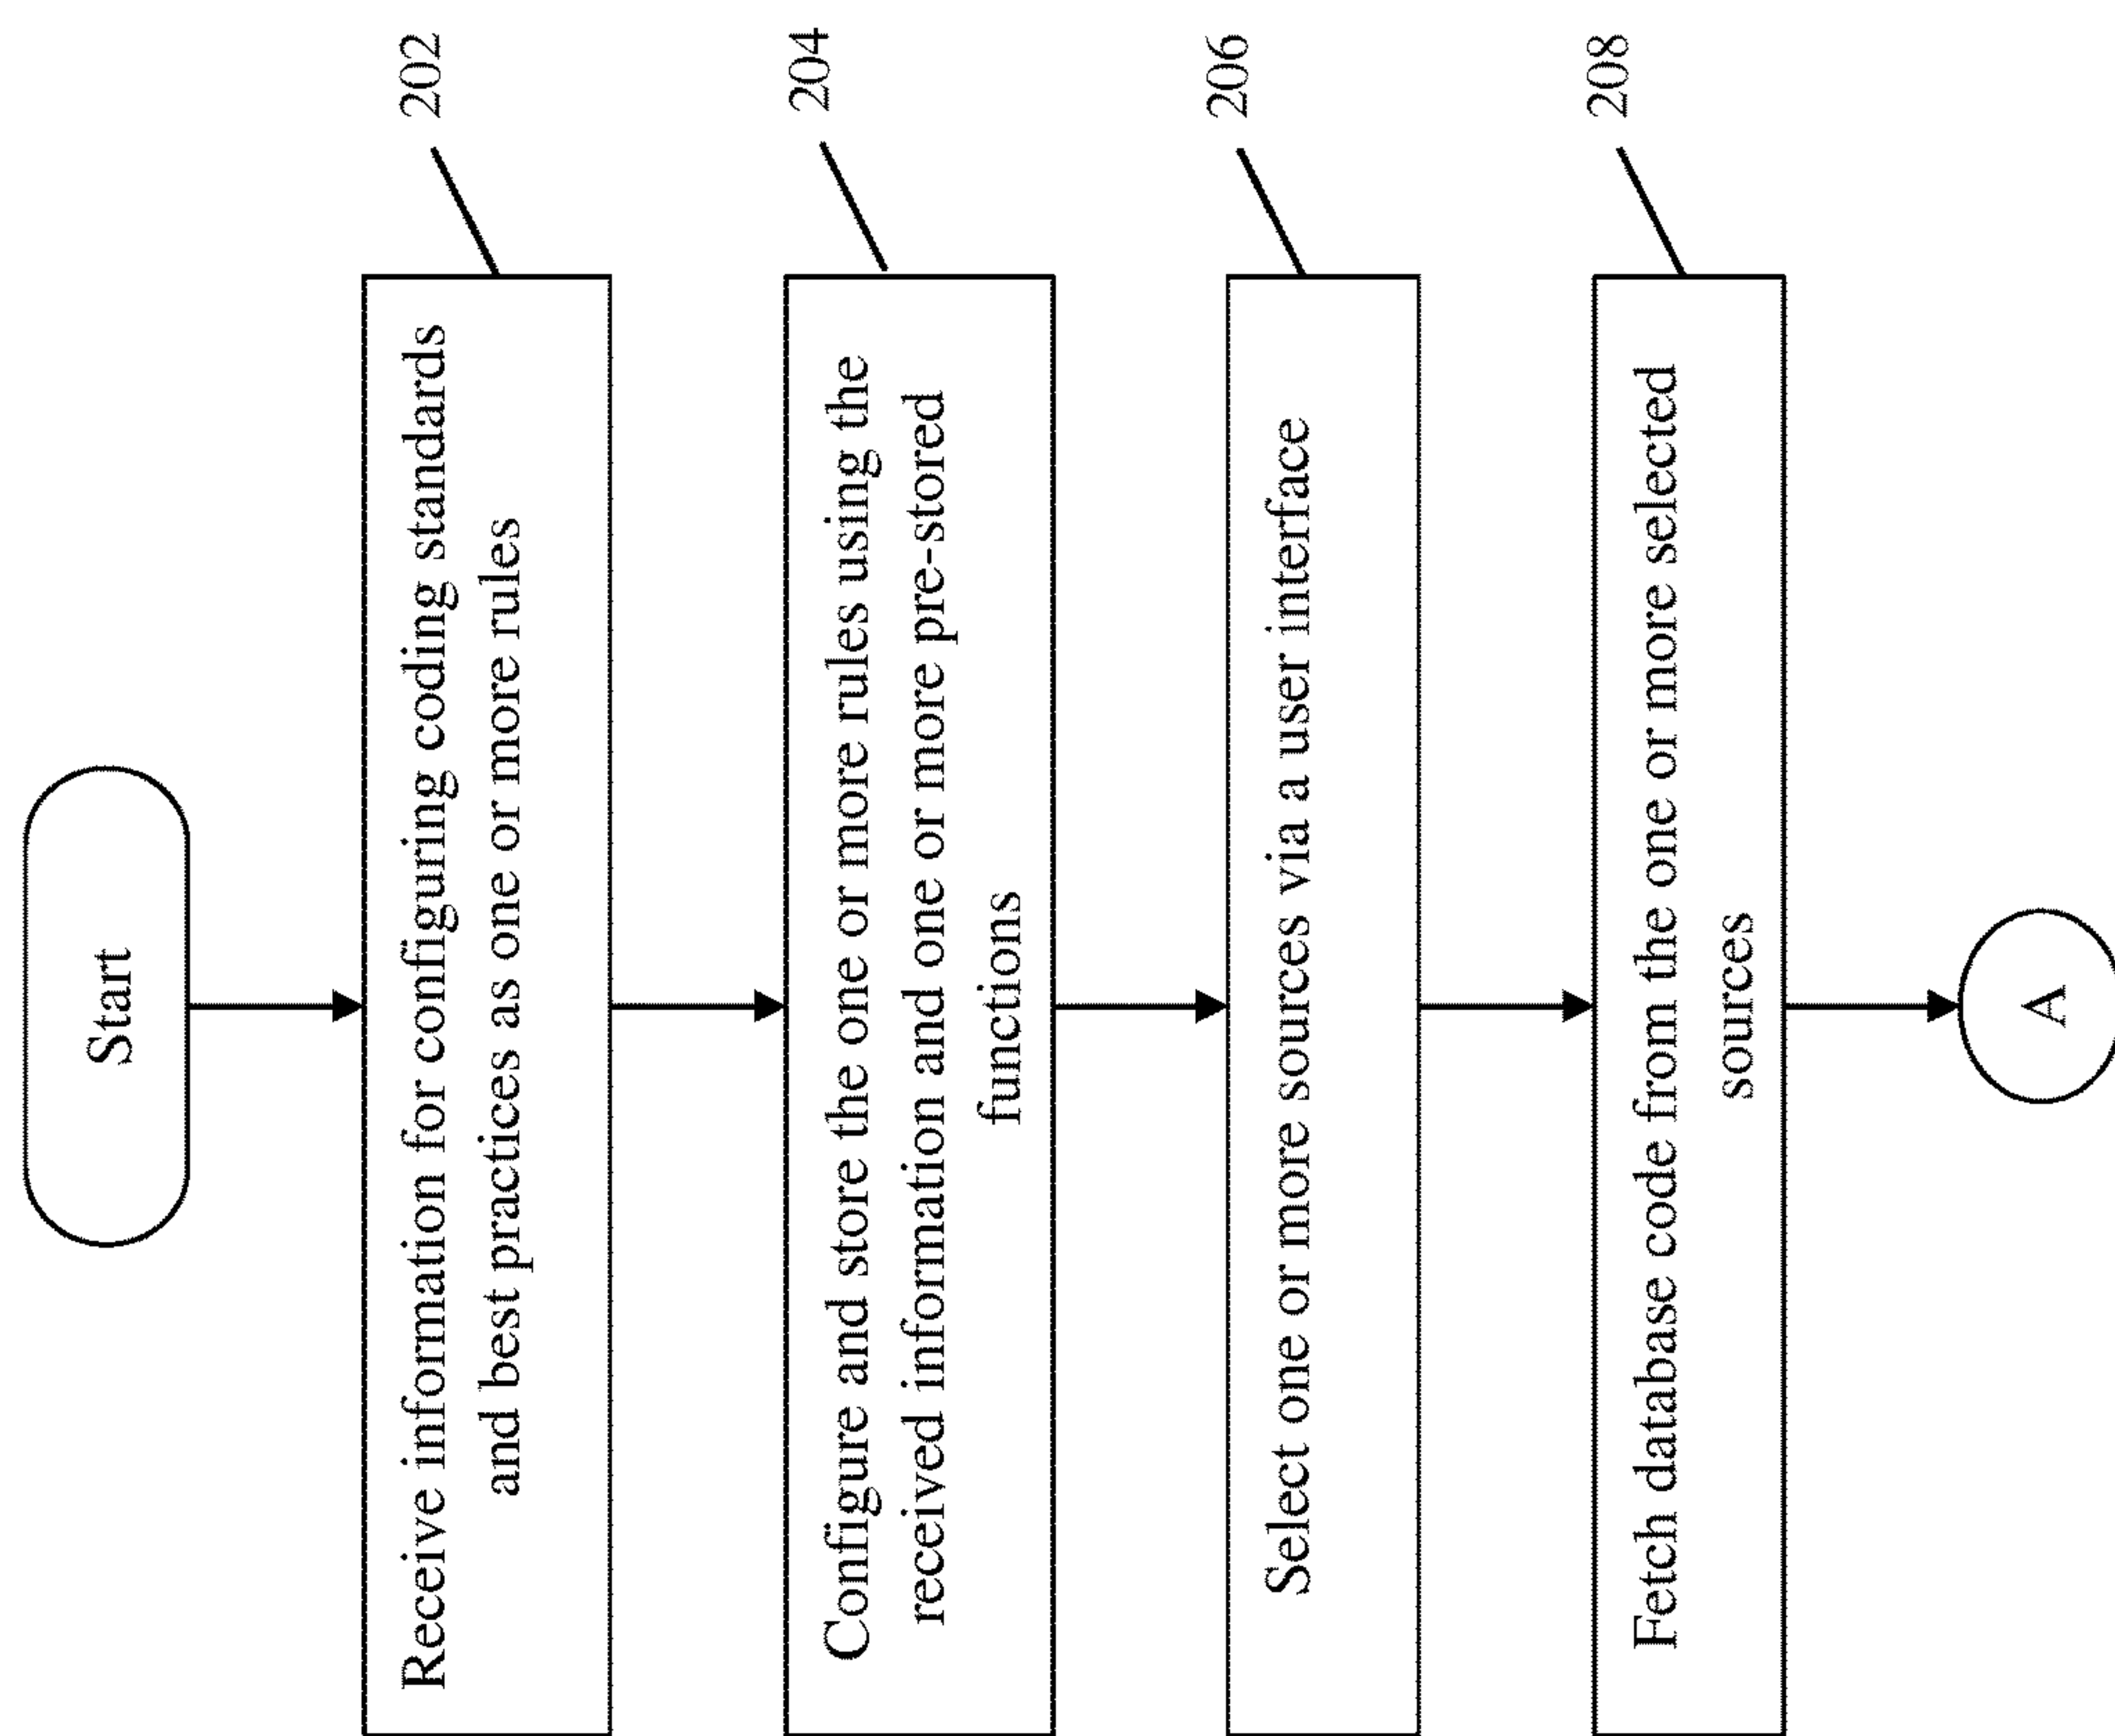 Start
Receive information for configuring coding standards
and best practices as one or more rules
202
Configure and store the one or more rules using the
received information and one or more pre-stored
functions
204
Select one or more sources via a user interface
206
Fetch database code from the one or more selected
sources
208
A